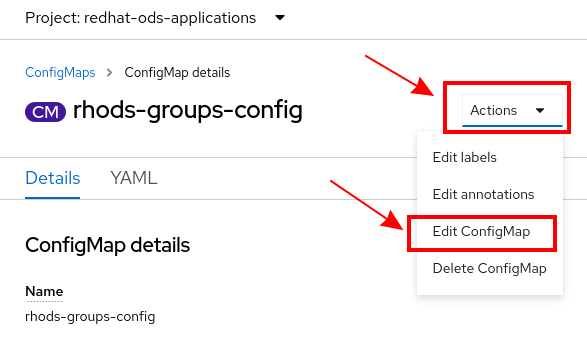 Project: redhat-ods-applications
ConfigMaps > ConfigMap details
CM rhods-groups-config
Actions
Edit labels
Edit annotations
Edit ConfigMap
Delete ConfigMap
Details YAML
ConfigMap details
Name
rhods-groups-config